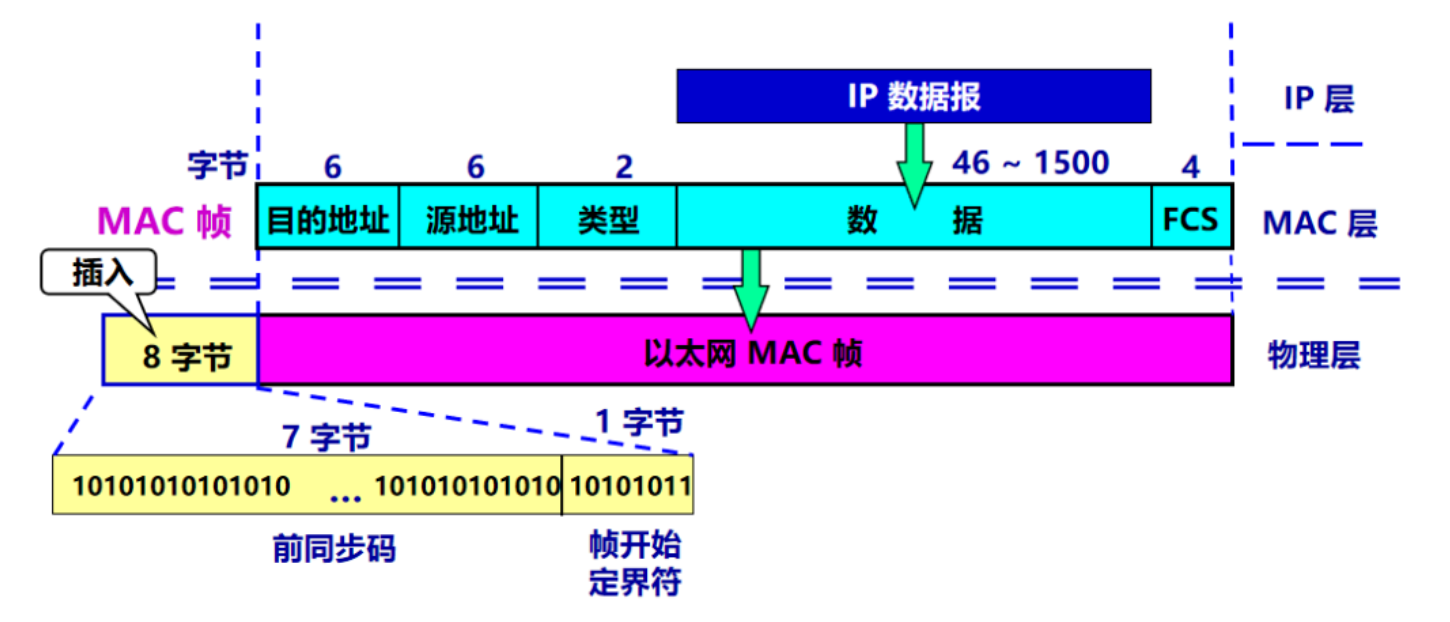 IP 数据报
IP 层
字节 6 6 2 46 ~ 1500 4
MAC 帧 目的地址 源地址 类型 数 据 FCS MAC 层
插入
8 字节 以太网 MAC 帧 物理层
7 字节 1 字节
10101010101010 ... 101010101010 10101011
前同步码 帧开始
定界符